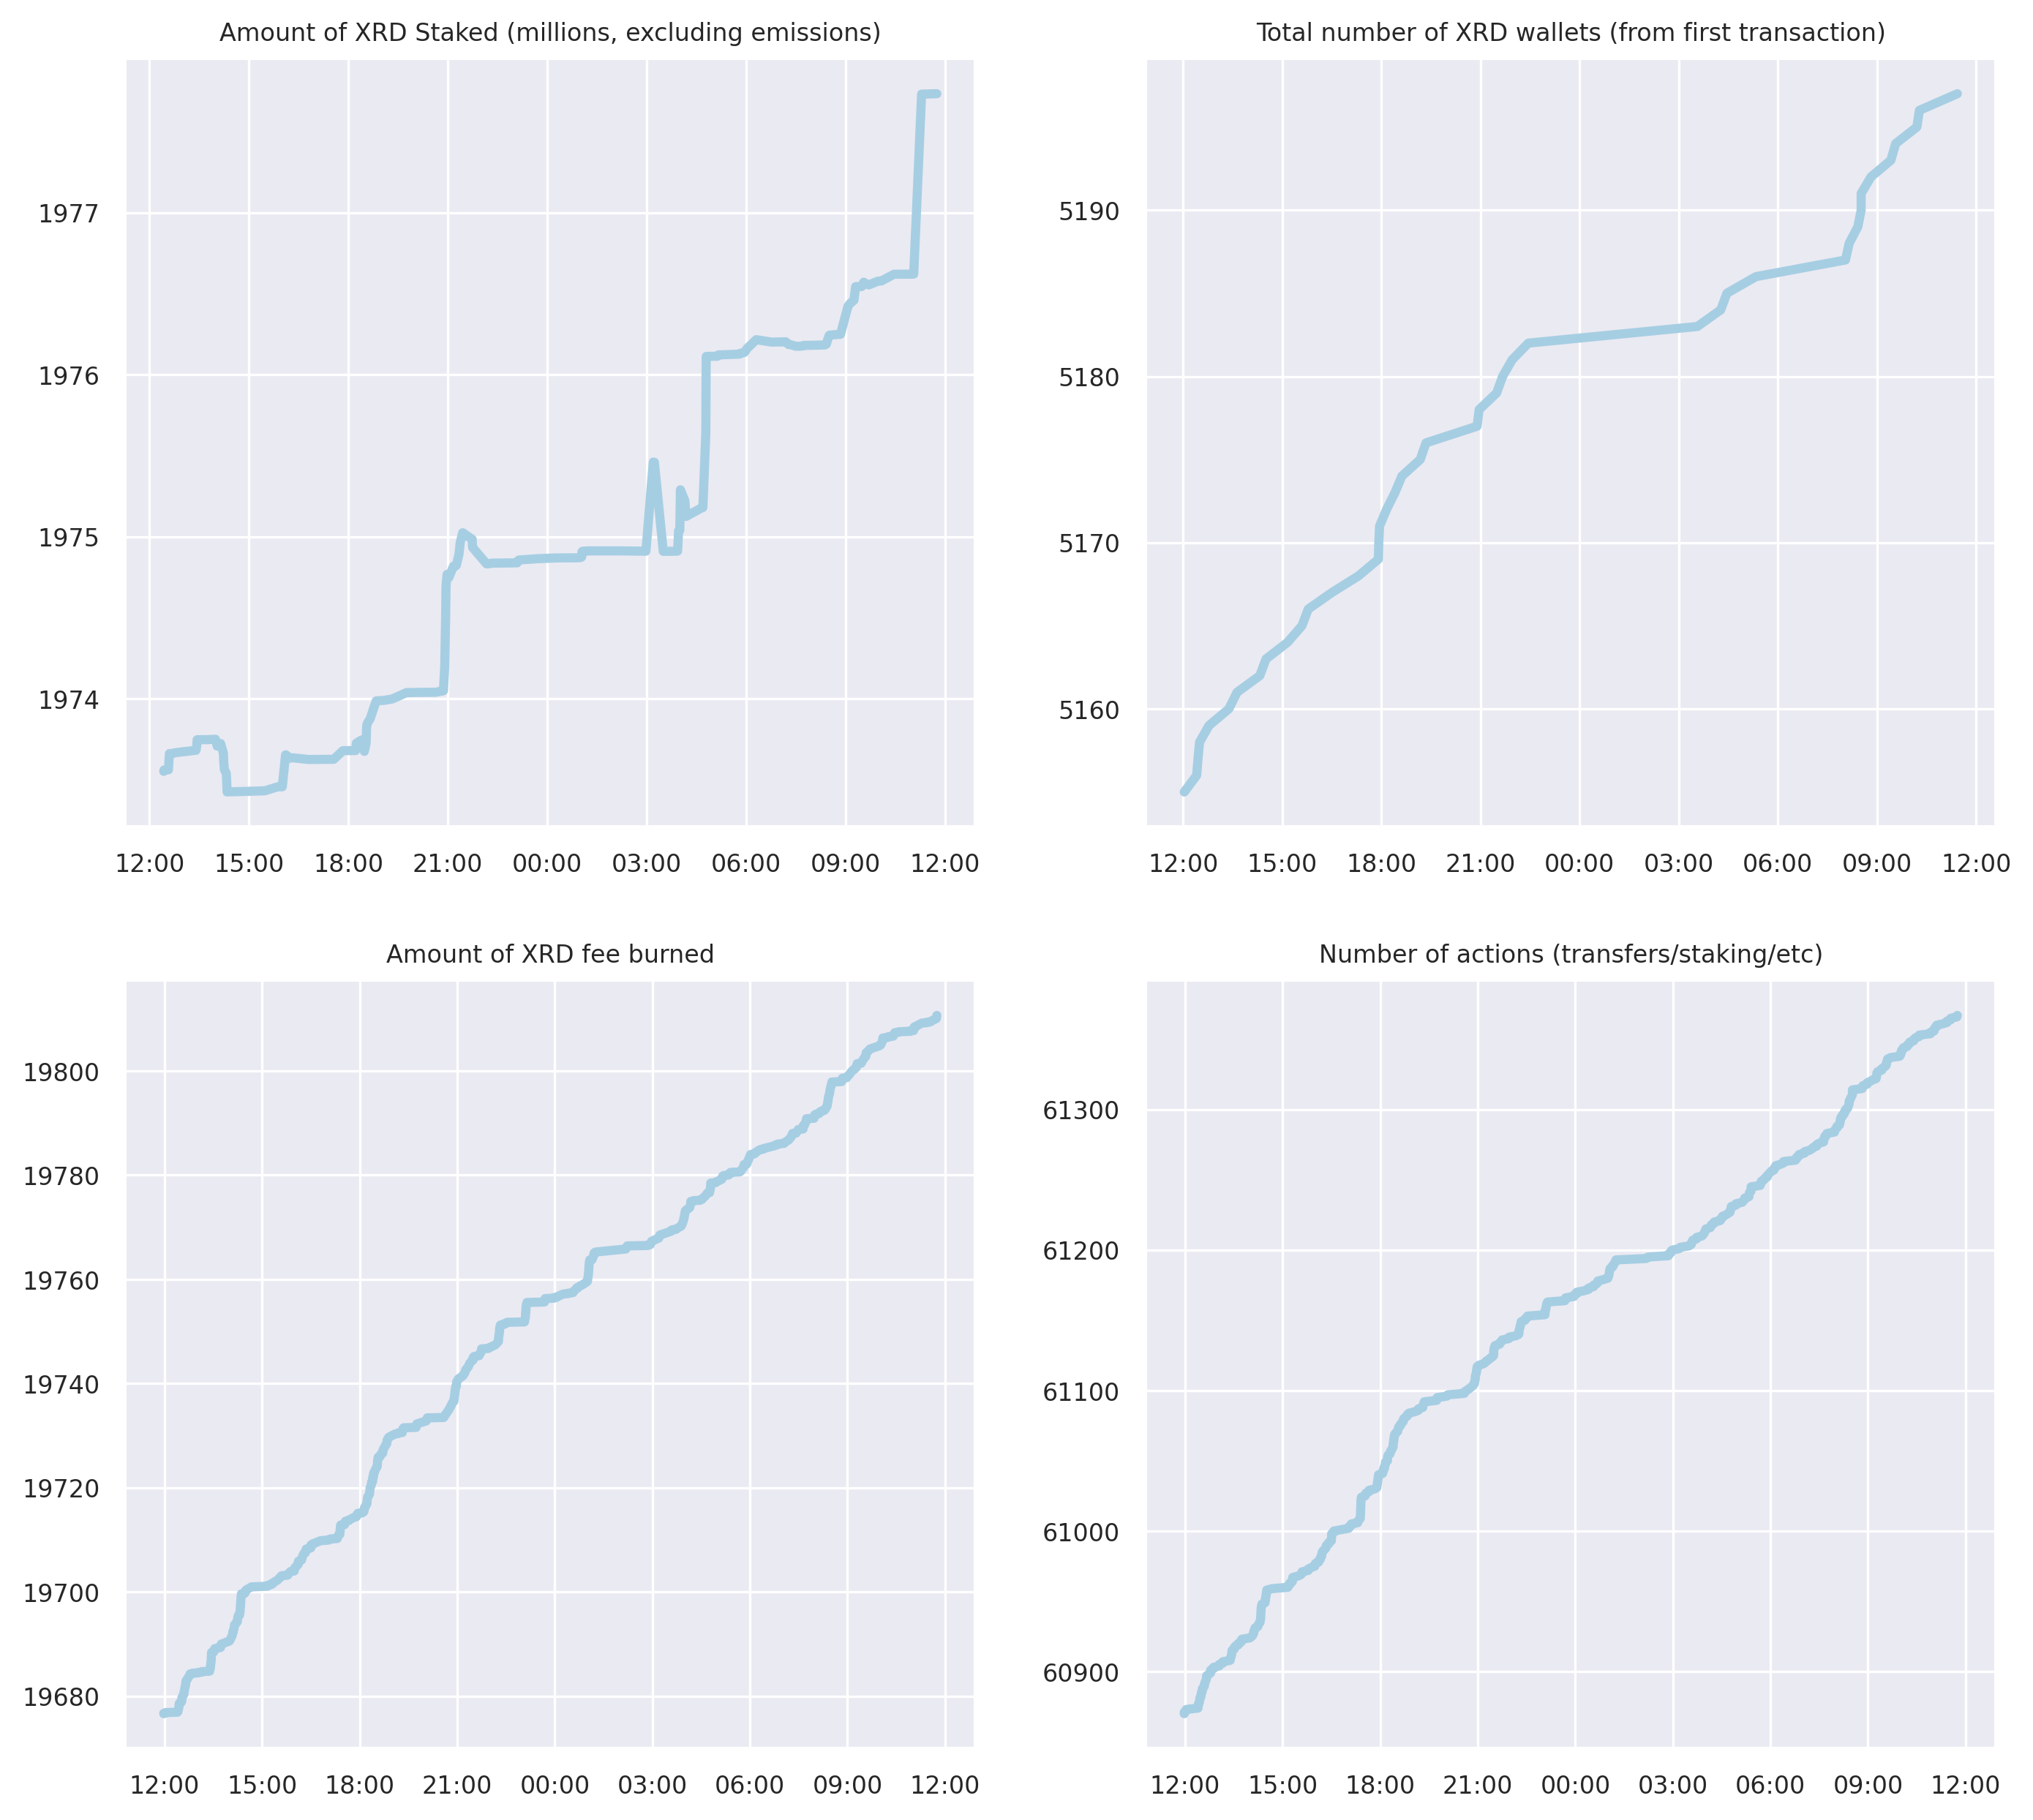 Amount of XRD Staked (millions, excluding emissions)
1977
1976
1975
1974
12:00 15:00 18:00 21:00 00:00 03:00 06:00 09:00 12:00
Total number of XRD wallets (from first transaction)
5190
5180
5170
5160
12:00 15:00 18:00 21:00 00:00 03:00 06:00 09:00 12:00
Amount of XRD fee burned
19800
19780
19760
19740
19720
19700
19680
12:00 15:00 18:00 21:00 00:00 03:00 06:00 09:00 12:00
Number of actions (transfers/staking/etc)
61300
61200
61100
61000
60900
12:00 15:00 18:00 21:00 00:00 03:00 06:00 09:00 12:00